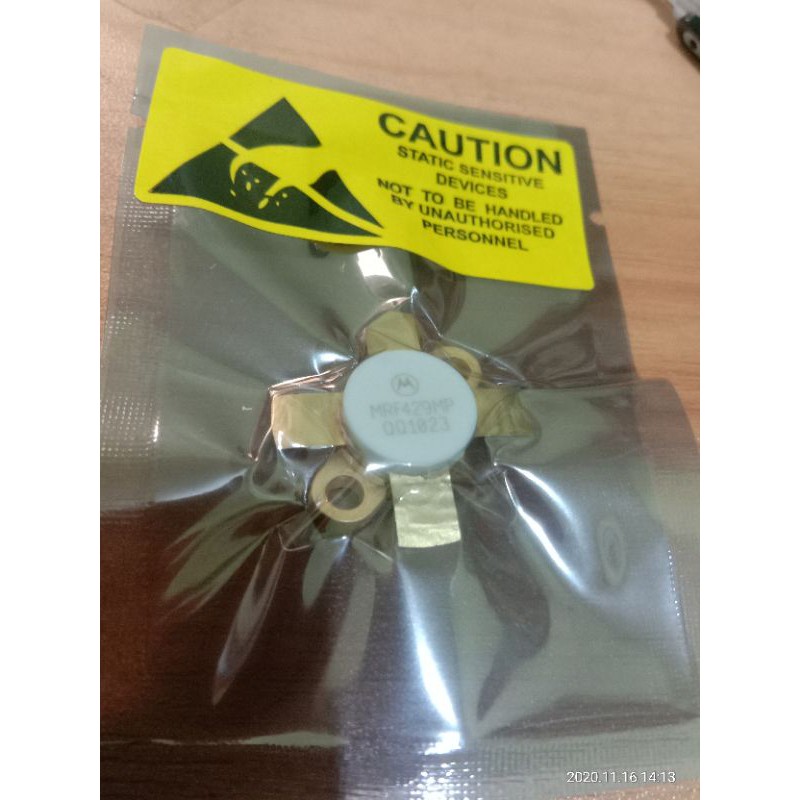 CAUTION
STATIC SENSITIVE
DEVICES
NOT TO BE HANDLED
BY UNAUTHORISED
PERSONNEL
MRF429MP
QQ1023
2020.11.16 14:13